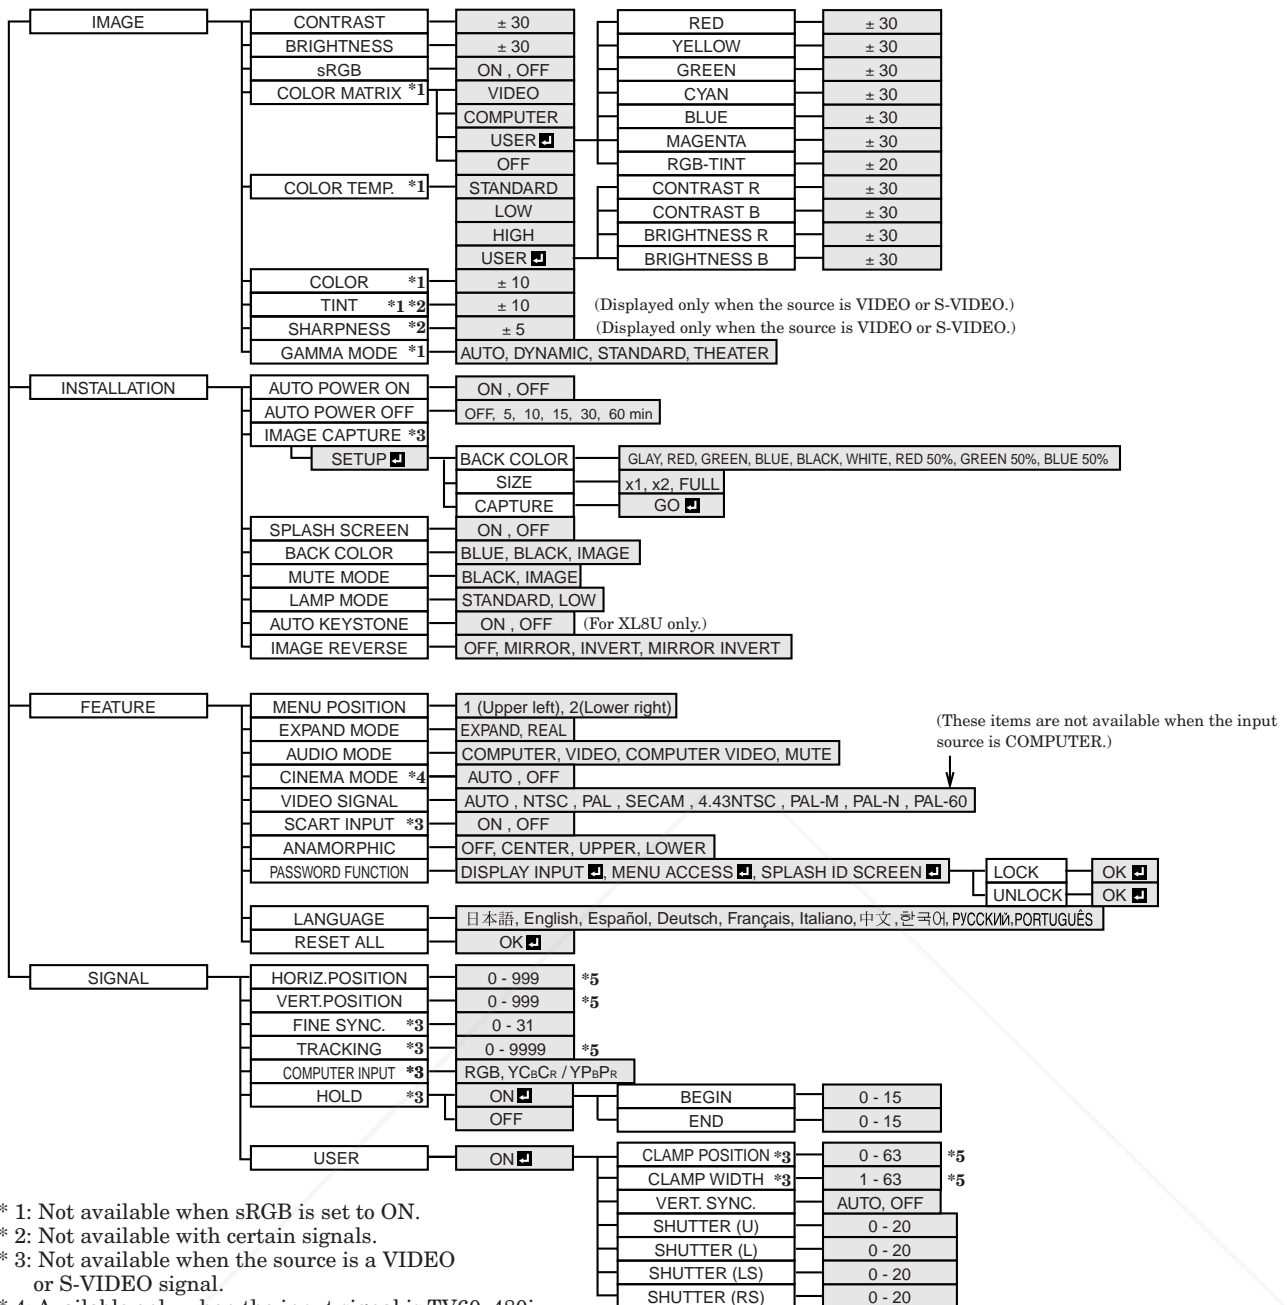 IMAGE CONTRAST ± 30 RED ± 30
BRIGHTNESS ± 30 YELLOW ± 30
sRGB ON , OFF GREEN ± 30
COLOR MATRIX *1 VIDEO CYAN ± 30
COMPUTER BLUE ± 30
USER MAGENTA ± 30
OFF RGB-TINT ± 20
COLOR TEMP. *1 STANDARD CONTRAST R ± 30
LOW CONTRAST B ± 30
HIGH BRIGHTNESS R ± 30
USER BRIGHTNESS B ± 30
COLOR *1 ± 10
TINT *1 *2 ± 10 (Displayed only when the source is VIDEO or S-VIDEO.)
SHARPNESS *2 ± 5 (Displayed only when the source is VIDEO or S-VIDEO.)
GAMMA MODE *1 AUTO, DYNAMIC, STANDARD, THEATER
INSTALLATION AUTO POWER ON ON , OFF
AUTO POWER OFF OFF, 5, 10, 15, 30, 60 min
IMAGE CAPTURE *3
SETUP BACK COLOR GLAY, RED, GREEN, BLUE, BLACK, WHITE, RED 50%, GREEN 50%, BLUE 50%
SIZE x1, x2, FULL
CAPTURE GO
SPLASH SCREEN ON , OFF
BACK COLOR BLUE, BLACK, IMAGE
MUTE MODE BLACK, IMAGE
LAMP MODE STANDARD, LOW
AUTO KEYSTONE ON , OFF (For XL8U only.)
IMAGE REVERSE OFF, MIRROR, INVERT, MIRROR INVERT
FEATURE MENU POSITION 1 (Upper left), 2(Lower right)
(These items are not available when the input
source is COMPUTER.)
EXPAND MODE EXPAND, REAL
AUDIO MODE COMPUTER, VIDEO, COMPUTER VIDEO, MUTE
CINEMA MODE *4 AUTO , OFF
VIDEO SIGNAL AUTO , NTSC , PAL , SECAM , 4.43NTSC , PAL-M , PAL-N , PAL-60
SCART INPUT *3 ON , OFF
ANAMORPHIC OFF, CENTER, UPPER, LOWER
PASSWORD FUNCTION DISPLAY INPUT , MENU ACCESS , SPLASH ID SCREEN LOCK OK
UNLOCK OK
LANGUAGE 日本語, English, Español, Deutsch, Français, Italiano, 中文, 한국어, РУССКИЙ, PORTUGUÊS
RESET ALL OK
SIGNAL HORIZ.POSITION 0 - 999 *5
VERT.POSITION 0 - 999 *5
FINE SYNC. *3 0 - 31
TRACKING *3 0 - 9999 *5
COMPUTER INPUT *3 RGB, YCBCR / YPBPR
HOLD *3 ON BEGIN 0 - 15
OFF END 0 - 15
USER ON CLAMP POSITION *3 0 - 63 *5
CLAMP WIDTH *3 1 - 63 *5
VERT. SYNC. AUTO, OFF
SHUTTER (U) 0 - 20
SHUTTER (L) 0 - 20
SHUTTER (LS) 0 - 20
SHUTTER (RS) 0 - 20
* 1: Not available when sRGB is set to ON.
* 2: Not available with certain signals.
* 3: Not available when the source is a VIDEO
or S-VIDEO signal.